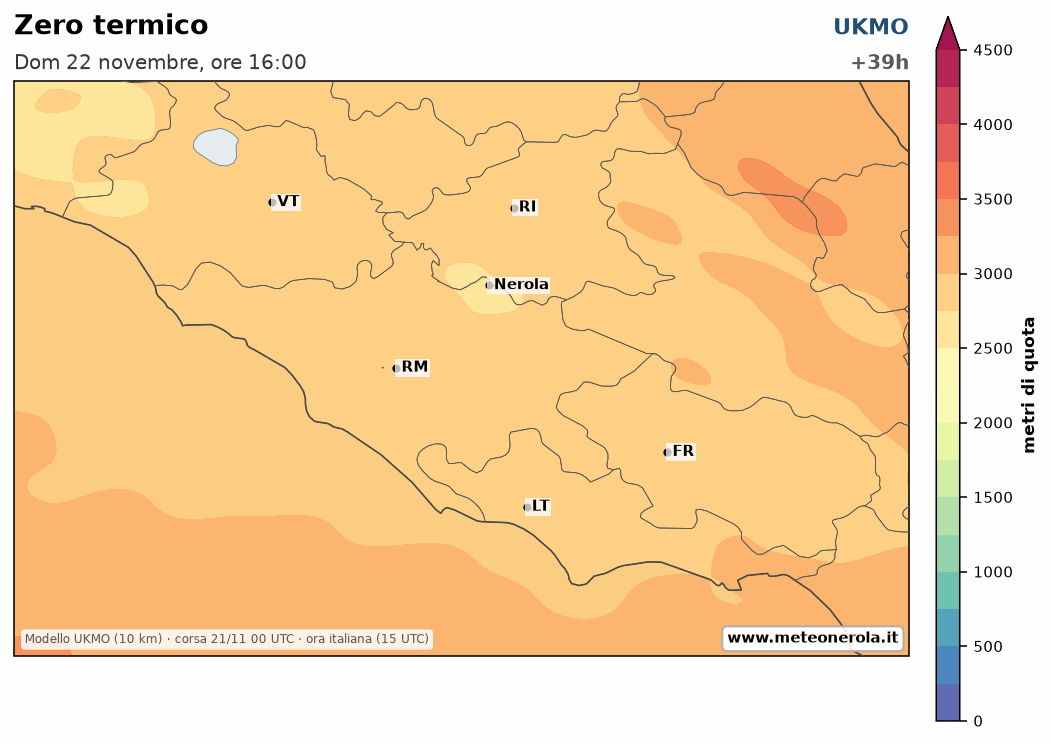 Zero termico
UKMO
Dom 22 novembre, ore 16:00
+39h
4500
4000
3500
3000
2500
2000
1500
1000
500
0
metri di quota
VT
RI
Nerola
RM
FR
LT
Modello UKMO (10 km) · corsa 21/11 00 UTC · ora italiana (15 UTC)
www.meteonerola.it